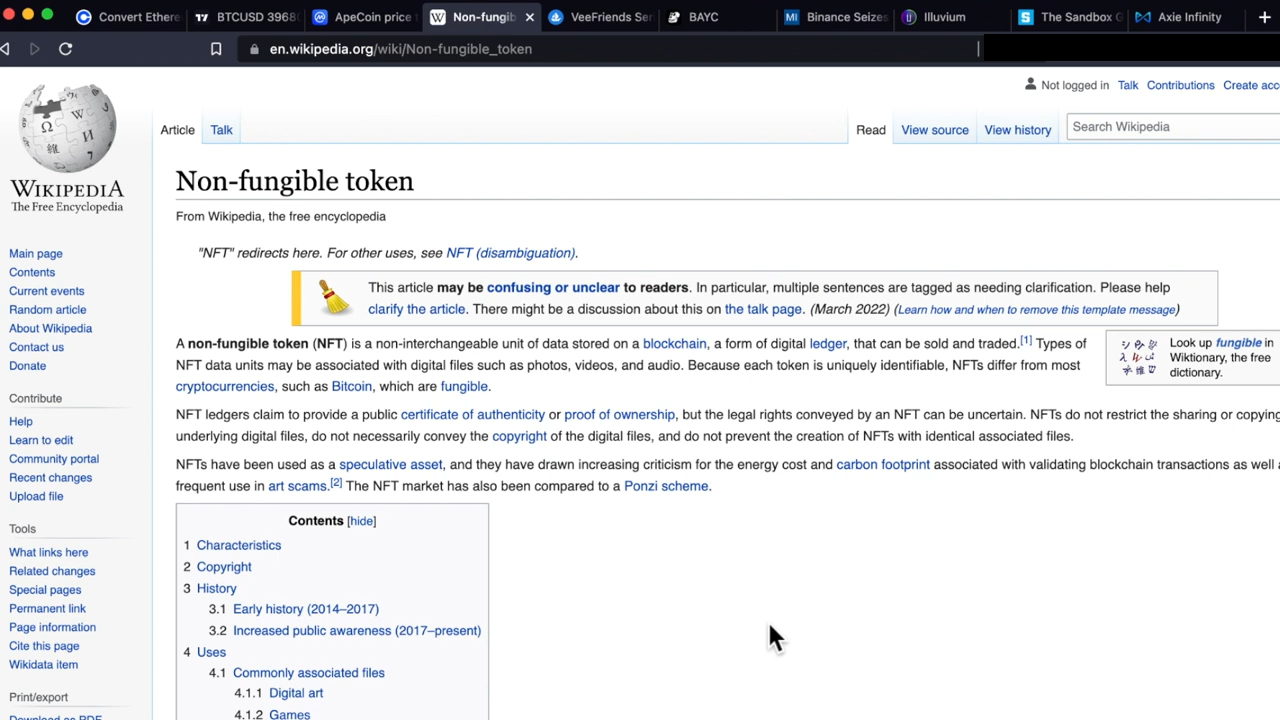 Convert Ethere
BTCUSD 3968
ApeCoin price
Non-fungib
VeeFriends Ser
BAYC
Binance Seizes
Illuvium
The Sandbox G
Axie Infinity
en.wikipedia.org/wiki/Non-fungible_token
Not logged in Talk Contributions Create acc
Article Talk Read View source View history Search Wikipedia
WIKIPEDIA
The Free Encyclopedia
Main page
Contents
Current events
Random article
About Wikipedia
Contact us
Donate
Contribute
Help
Learn to edit
Community portal
Recent changes
Upload file
Tools
What links here
Related changes
Special pages
Permanent link
Page information
Cite this page
Wikidata item
Print/export
Download as PDF
Non-fungible token
From Wikipedia, the free encyclopedia
"NFT" redirects here. For other uses, see NFT (disambiguation).
This article may be confusing or unclear to readers. In particular, multiple sentences are tagged as needing clarification. Please help
clarify the article. There might be a discussion about this on the talk page. (March 2022) (Learn how and when to remove this template message)
A non-fungible token (NFT) is a non-interchangeable unit of data stored on a blockchain, a form of digital ledger, that can be sold and traded.[1] Types of
NFT data units may be associated with digital files such as photos, videos, and audio. Because each token is uniquely identifiable, NFTs differ from most
cryptocurrencies, such as Bitcoin, which are fungible.
Look up fungible in
Wiktionary, the free
dictionary.
NFT ledgers claim to provide a public certificate of authenticity or proof of ownership, but the legal rights conveyed by an NFT can be uncertain. NFTs do not restrict the sharing or copying
underlying digital files, do not necessarily convey the copyright of the digital files, and do not prevent the creation of NFTs with identical associated files.
NFTs have been used as a speculative asset, and they have drawn increasing criticism for the energy cost and carbon footprint associated with validating blockchain transactions as well a
frequent use in art scams.[2] The NFT market has also been compared to a Ponzi scheme.
Contents [hide]
1 Characteristics
2 Copyright
3 History
3.1 Early history (2014–2017)
3.2 Increased public awareness (2017–present)
4 Uses
4.1 Commonly associated files
4.1.1 Digital art
4.1.2 Games